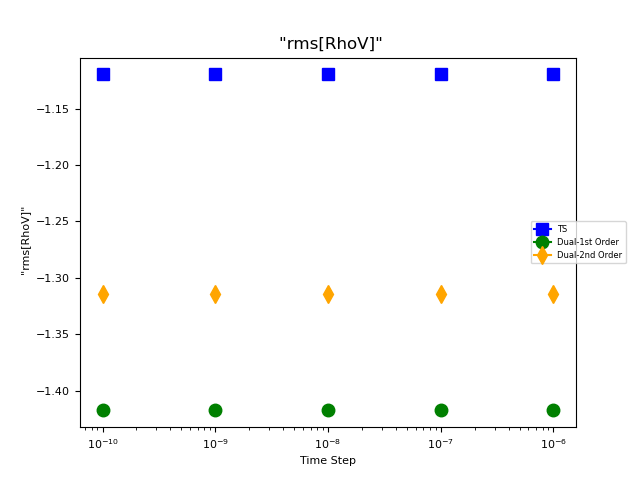 "rms[RhoV]"
−1.15
−1.20
−1.25
−1.30
−1.35
−1.40
"rms[RhoV]"
TS
Dual-1st Order
Dual-2nd Order
10⁻¹⁰ 10⁻⁹ 10⁻⁸ 10⁻⁷ 10⁻⁶
Time Step